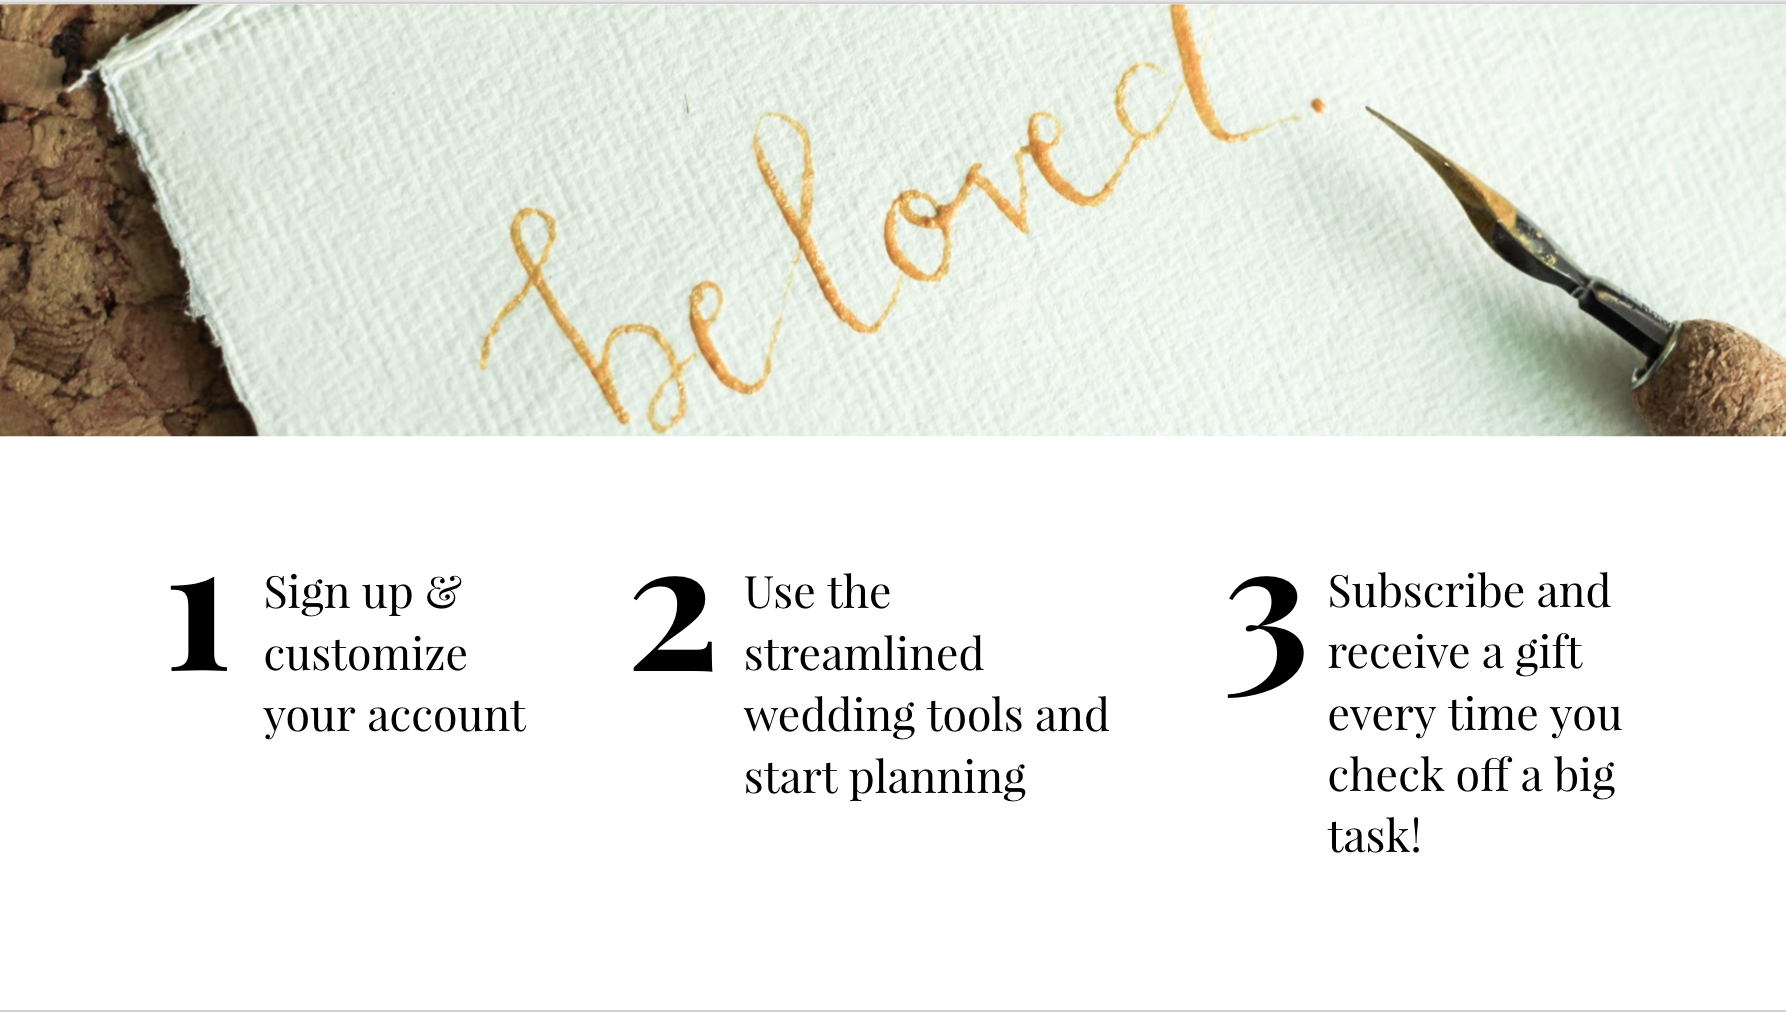 beloved.
1
Sign up &
customize
your account
2
Use the
streamlined
wedding tools and
start planning
3
Subscribe and
receive a gift
every time you
check off a big
task!